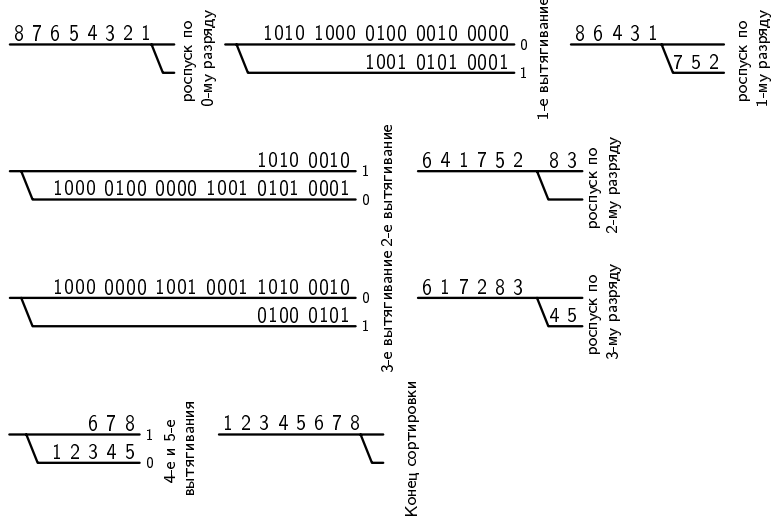 8 7 6 5 4 3 2 1
роспуск по
0-му разряду
1010 1000 0100 0010 0000
0
1001 0101 0001
1
1-е вытягивание
8 6 4 3 1
7 5 2
роспуск по
1-му разряду
1010 0010
1
1000 0100 0000 1001 0101 0001
0
2-е вытягивание
6 4 1 7 5 2 8 3
роспуск по
2-му разряду
1000 0000 1001 0001 1010 0010
0
0100 0101
1
3-е вытягивание
6 1 7 2 8 3
4 5
роспуск по
3-му разряду
6 7 8
1
1 2 3 4 5
0
4-е и 5-е
вытягивания
1 2 3 4 5 6 7 8
Конец сортировки